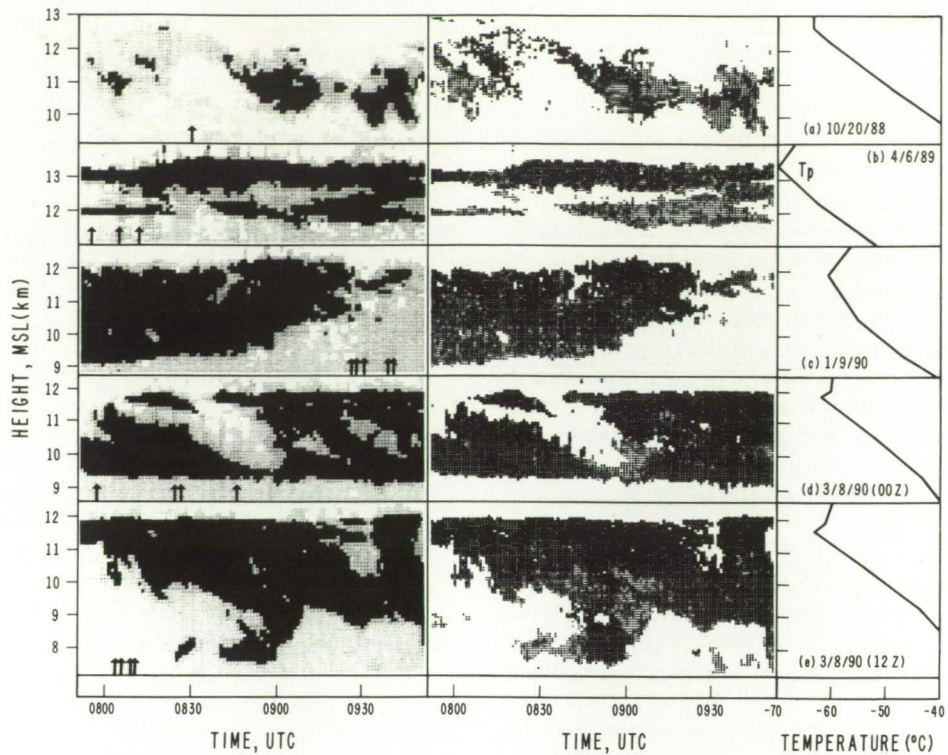 13
12
11
10
(a) 10/20/88
(b) 4/6/89
13
12
Tp
12
11
10
9
(c) 1/9/90
12
11
10
9
(d) 3/8/90 (00Z)
12
11
10
9
8
(e) 3/8/90 (12Z)
HEIGHT, MSL(km)
0800 0830 0900 0930 0800 0830 0900 0930 -70 -60 -50 -40
TIME, UTC TIME, UTC TEMPERATURE (°C)